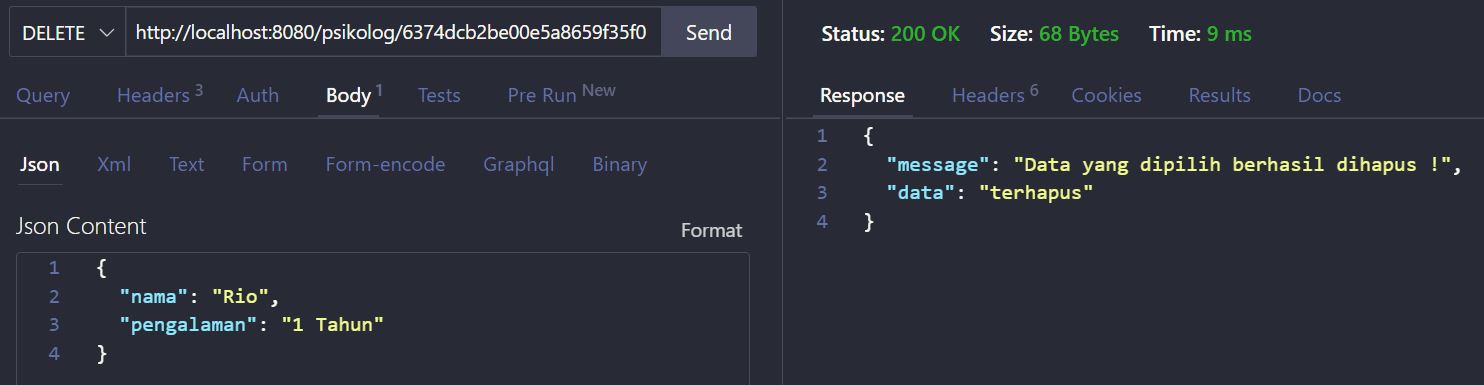 DELETE http://localhost:8080/psikolog/6374dcb2be00e5a8659f35f0 Send
Query Headers 3 Auth Body 1 Tests Pre Run New
Json Xml Text Form Form-encode Graphql Binary
Json Content
Format
1 {
2 "nama": "Rio",
3 "pengalaman": "1 Tahun"
4 }
Status: 200 OK Size: 68 Bytes Time: 9 ms
Response Headers 6 Cookies Results Docs
1 {
2 "message": "Data yang dipilih berhasil dihapus !",
3 "data": "terhapus"
4 }